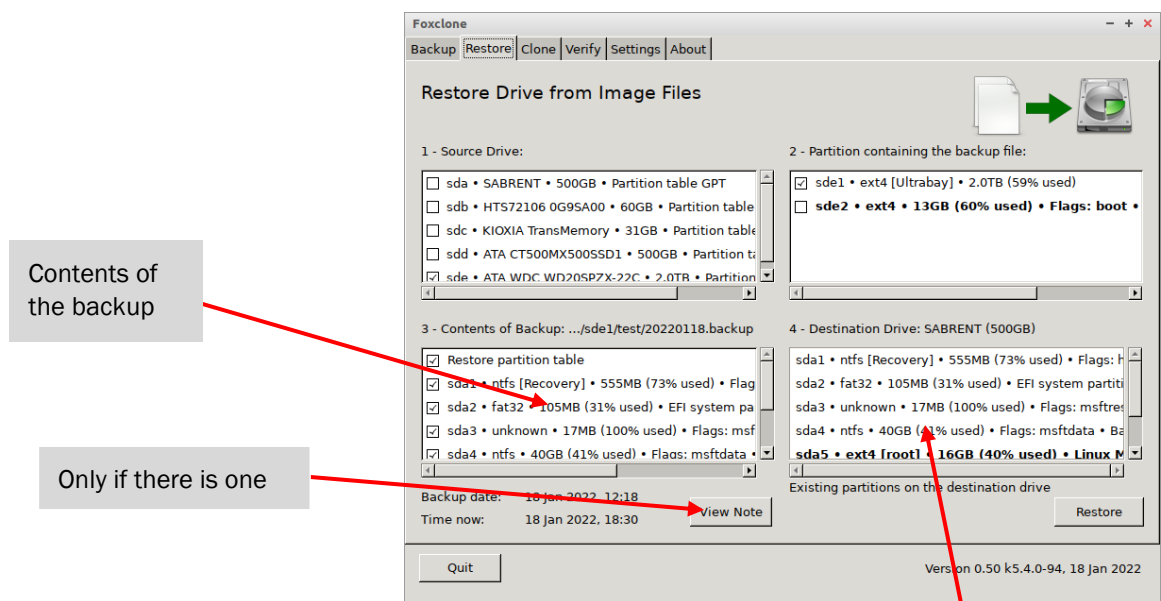 Foxclone
Backup Restore Clone Verify Settings About
Restore Drive from Image Files
1 - Source Drive:
sda • SABRENT • 500GB • Partition table GPT
sdb • HTS72106 0G9SA00 • 60GB • Partition table
sdc • KIOXIA TransMemory • 31GB • Partition table
sdd • ATA CT500MX500SSD1 • 500GB • Partition ta
sde • ATA WDC WD20SPZX-22C • 2.0TB • Partition
2 - Partition containing the backup file:
sde1 • ext4 [Ultrabay] • 2.0TB (59% used)
sde2 • ext4 • 13GB (60% used) • Flags: boot •
Contents of
the backup
3 - Contents of Backup: .../sde1/test/20220118.backup
Restore partition table
sda1 • ntfs [Recovery] • 555MB (73% used) • Flag
sda2 • fat32 • 105MB (31% used) • EFI system pa
sda3 • unknown • 17MB (100% used) • Flags: msf
sda4 • ntfs • 40GB (41% used) • Flags: msftdata •
4 - Destination Drive: SABRENT (500GB)
sda1 • ntfs [Recovery] • 555MB (73% used) • Flags: h
sda2 • fat32 • 105MB (31% used) • EFI system partiti
sda3 • unknown • 17MB (100% used) • Flags: msftres
sda4 • ntfs • 40GB (41% used) • Flags: msftdata • Ba
sda5 • ext4 [root] • 16GB (40% used) • Linux M
Only if there is one
Backup date: 18 Jan 2022, 12:18
Time now: 18 Jan 2022, 18:30
View Note
Existing partitions on the destination drive
Restore
Quit
Version 0.50 k5.4.0-94, 18 Jan 2022